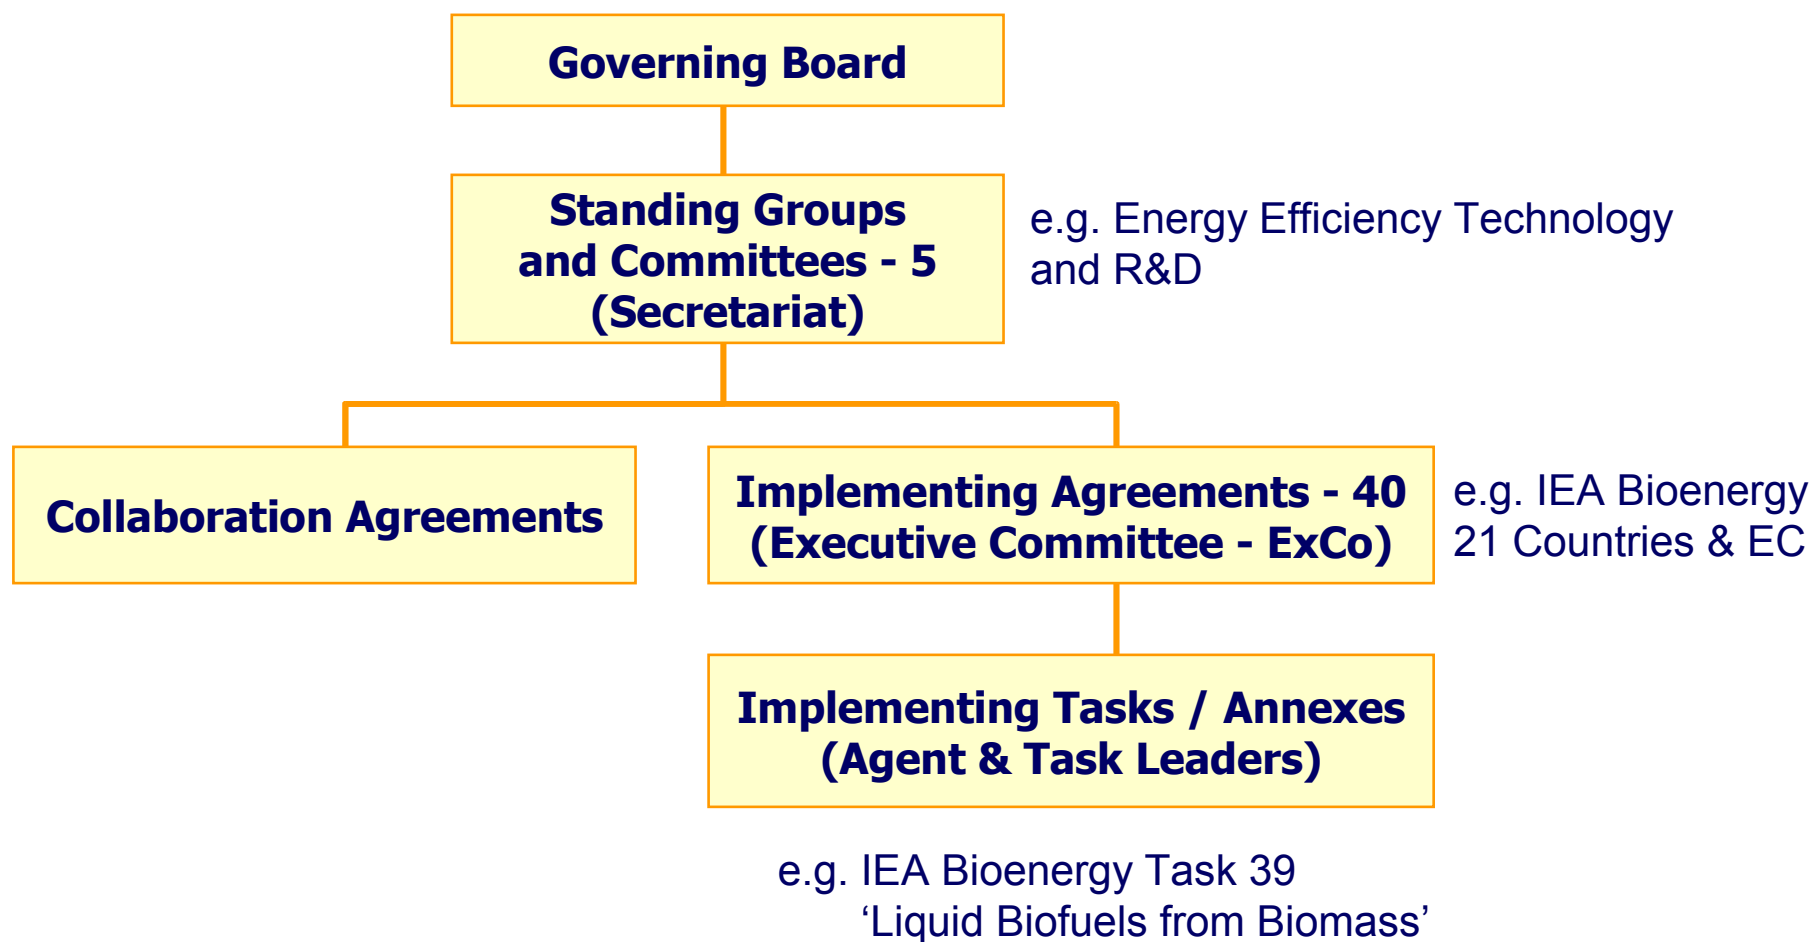 Governing Board
Standing Groups
and Committees - 5
(Secretariat)
e.g. Energy Efficiency Technology
and R&D
Collaboration Agreements
Implementing Agreements - 40
(Executive Committee - ExCo)
e.g. IEA Bioenergy
21 Countries & EC
Implementing Tasks / Annexes
(Agent & Task Leaders)
e.g. IEA Bioenergy Task 39
‘Liquid Biofuels from Biomass’